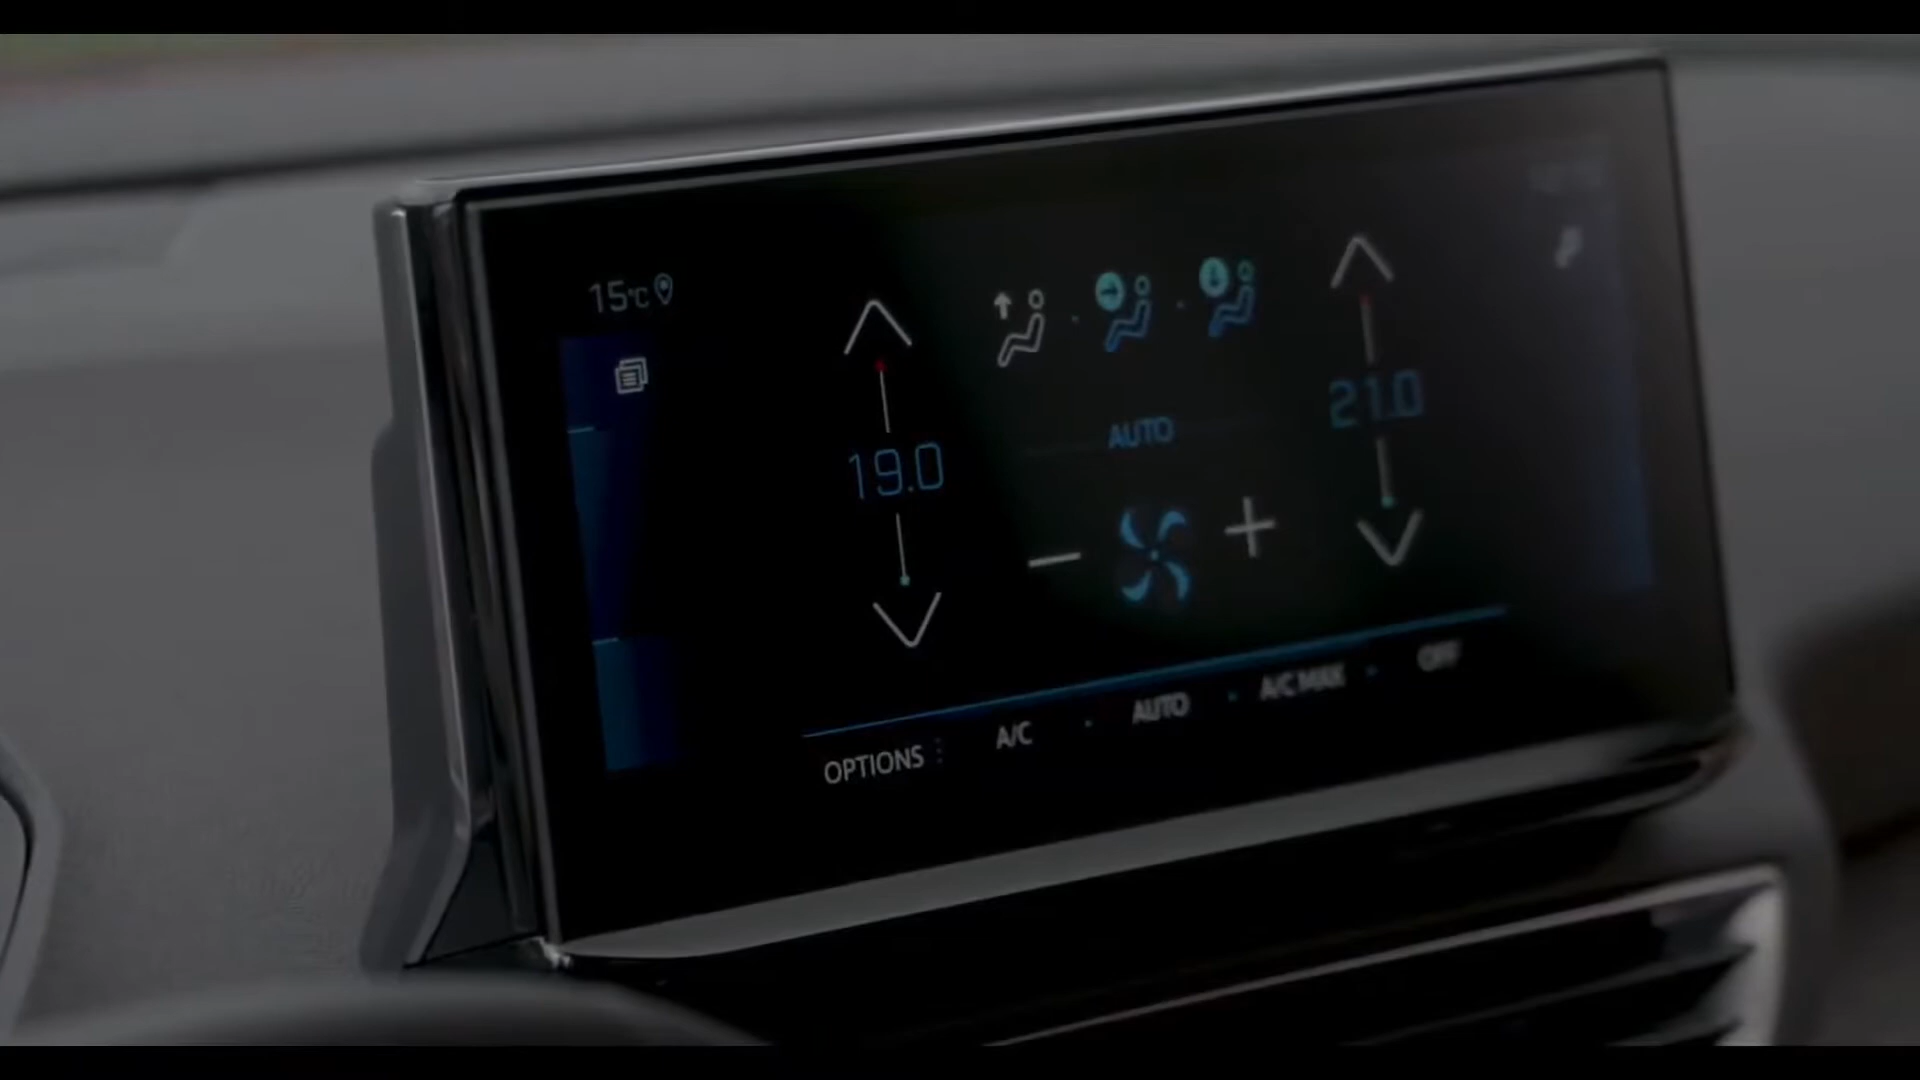 15°C
19.0
AUTO
21.0
OPTIONS A/C AUTO A/C MAX OFF